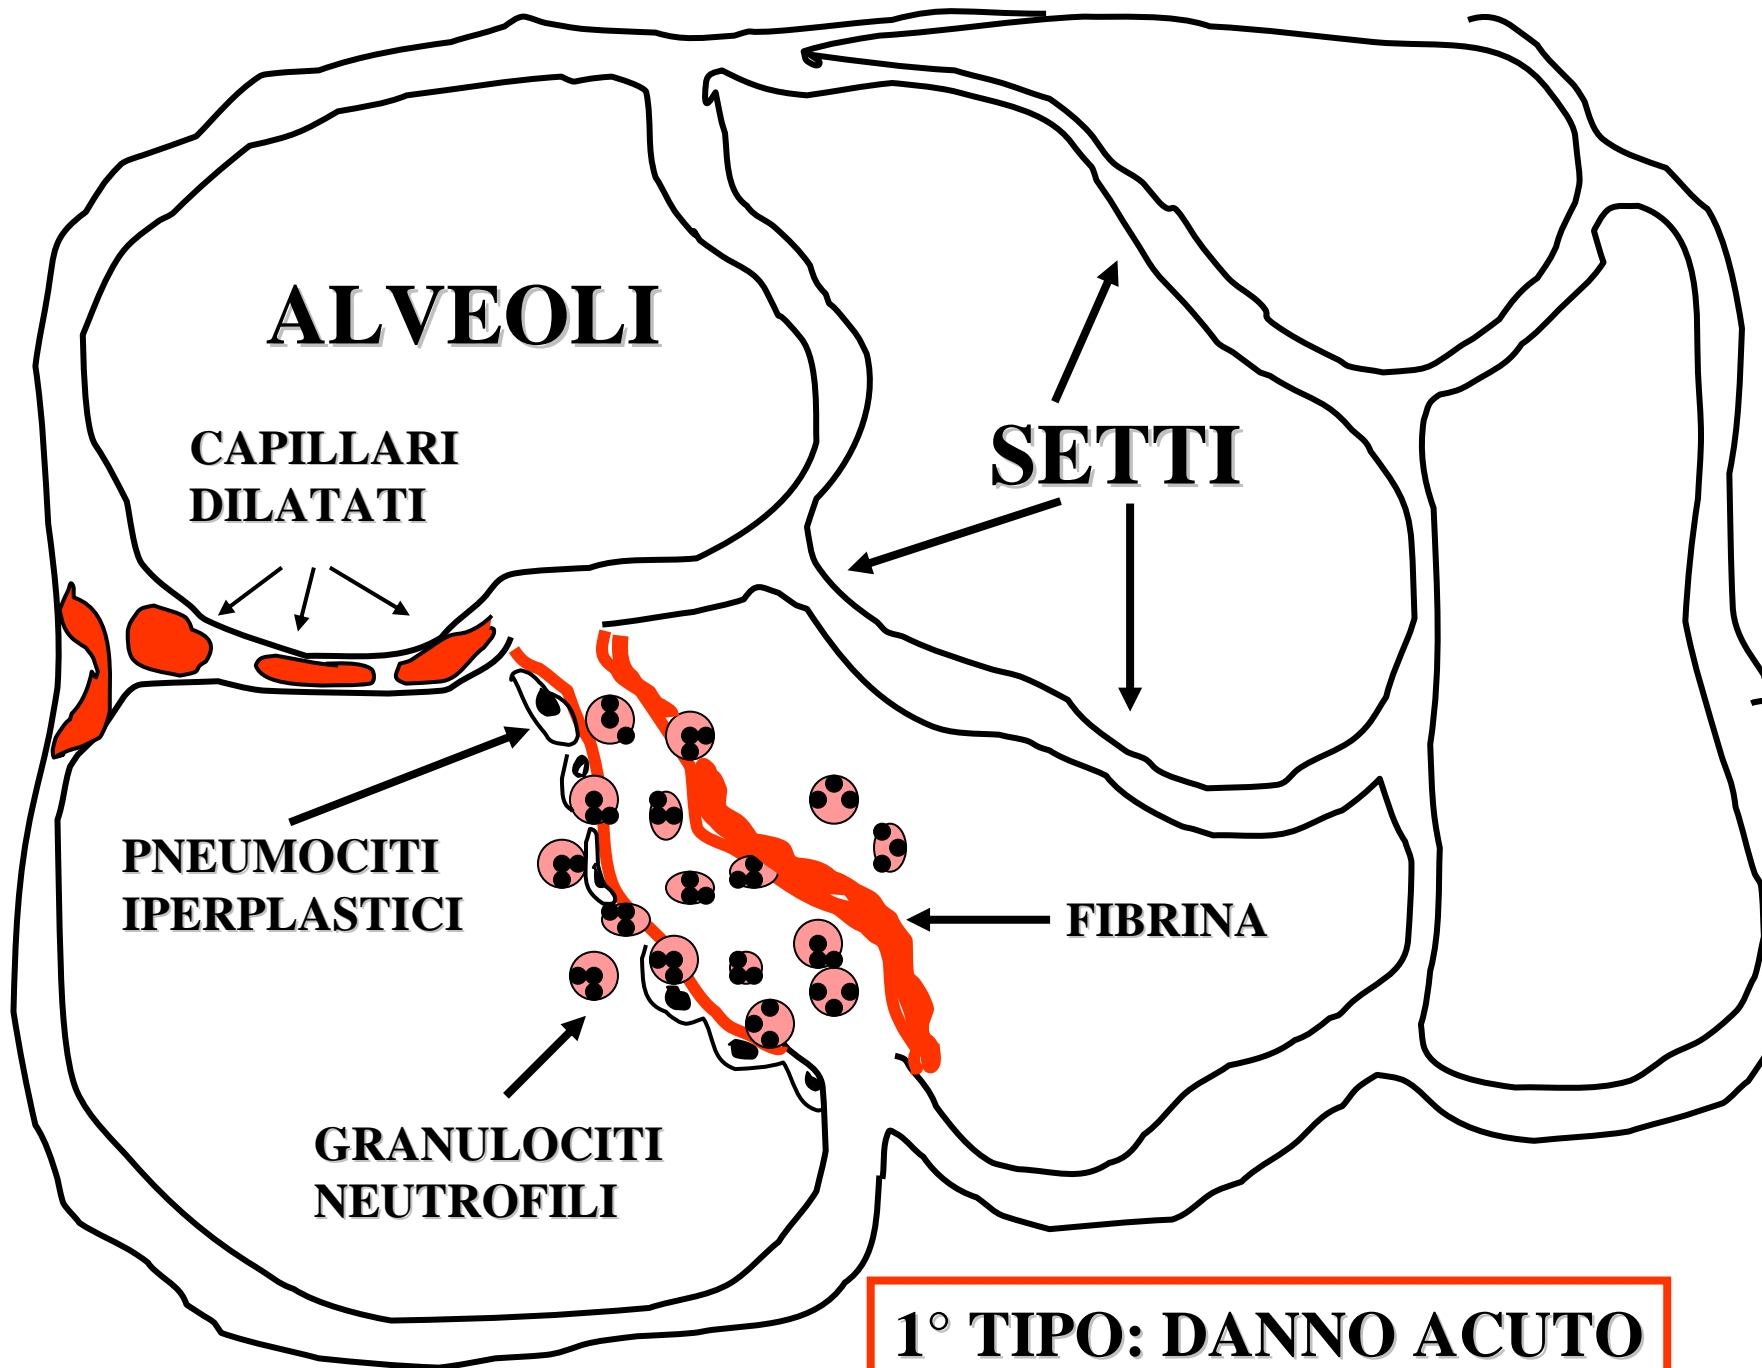 ALVEOLI
CAPILLARI
DILATATI
SETTI
PNEUMOCITI
IPERPLASTICI
FIBRINA
GRANULOCITI
NEUTROFILI
1° TIPO: DANNO ACUTO